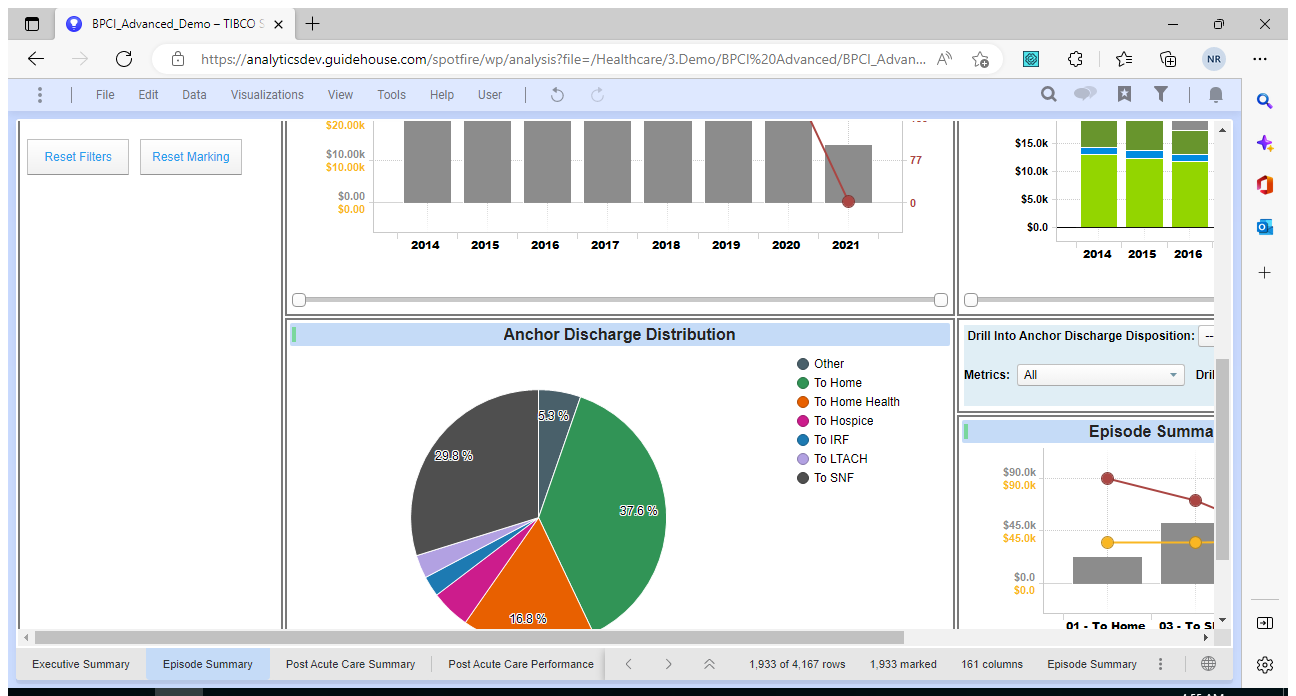 BPCI_Advanced_Demo – TIBCO S
https://analyticsdev.guidehouse.com/spotfire/wp/analysis?file=/Healthcare/3.Demo/BPCI%20Advanced/BPCI_Advan...
NR
File Edit Data Visualizations View Tools Help User
Reset Filters
Reset Marking
$20.00k
$10.00k
$10.00k
$0.00
$0.00
77
0
2014 2015 2016 2017 2018 2019 2020 2021
$15.0k
$10.0k
$5.0k
$0.0
2014 2015 2016
Anchor Discharge Distribution
Other
To Home
To Home Health
To Hospice
To IRF
To LTACH
To SNF
5.3 %
29.8 %
37.6 %
16.8 %
Drill Into Anchor Discharge Disposition: --
Metrics: All Dril
Episode Summa
$90.0k
$90.0k
$45.0k
$45.0k
$0.0
$0.0
01 - To Home 03 - To S
Executive Summary Episode Summary Post Acute Care Summary Post Acute Care Performance 1,933 of 4,167 rows 1,933 marked 161 columns Episode Summary